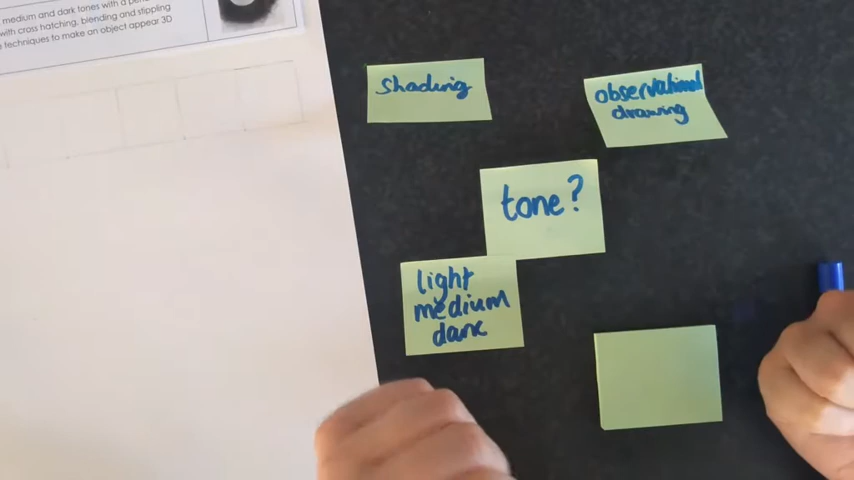 medium and dark tones with a
with cross hatching, blending and stippling
techniques to make an object appear 3D
shading
observational
drawing
tone?
light
medium
dark